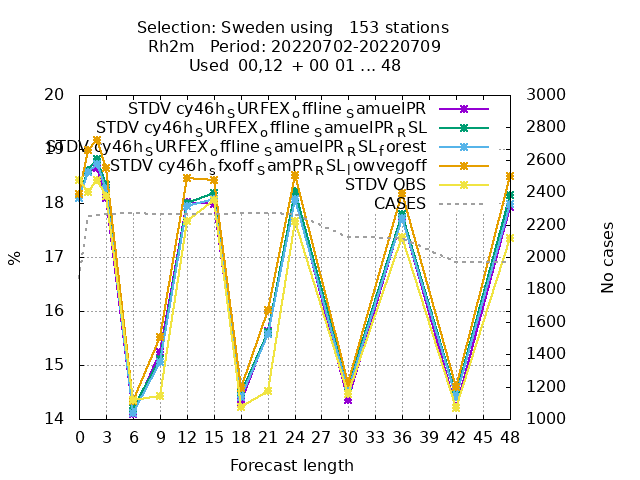 Selection: Sweden using   153 stations
Rh2m   Period: 20220702-20220709
Used  00,12  + 00 01 ... 48
STDV cy46h_SURFEX_offline_SamuelPR
STDV cy46h_SURFEX_offline_SamuelPR_RSL
STDV cy46h_SURFEX_offline_SamuelPR_RSL_forest
STDV cy46h_sfxoff_SamPR_RSL_lowvegoff
STDV OBS
CASES
20
19
18
17
16
15
14
%
3000
2800
2600
2400
2200
2000
1800
1600
1400
1200
1000
No cases
0 3 6 9 12 15 18 21 24 27 30 33 36 39 42 45 48
Forecast length